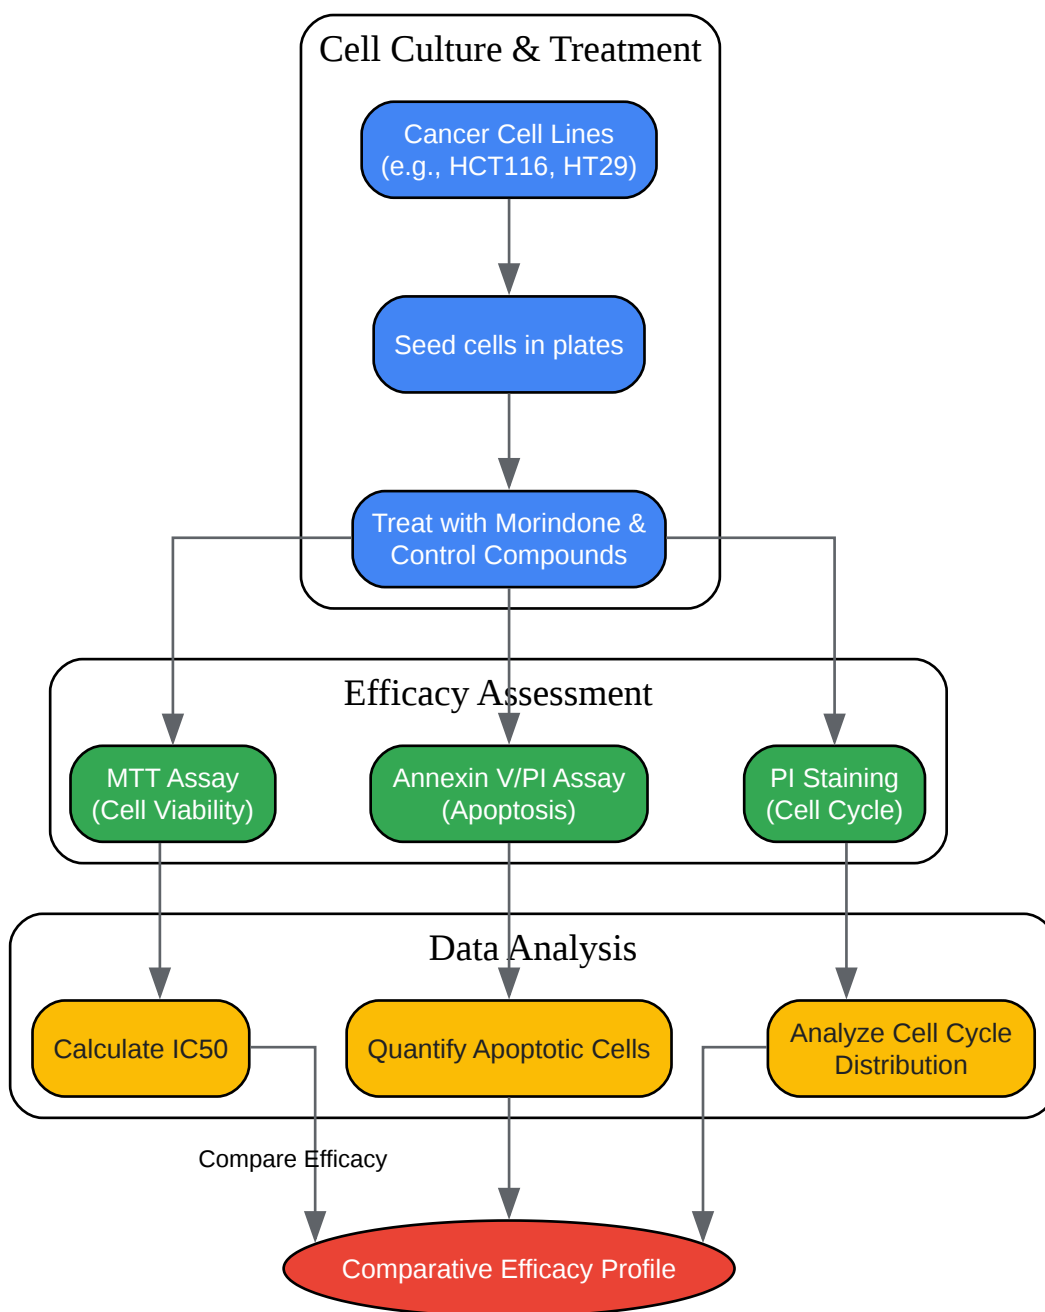 Cell Culture & Treatment
Cancer Cell Lines
(e.g., HCT116, HT29)
Seed cells in plates
Treat with Morindone &
Control Compounds
Efficacy Assessment
MTT Assay
(Cell Viability)
Annexin V/PI Assay
(Apoptosis)
PI Staining
(Cell Cycle)
Data Analysis
Calculate IC50
Quantify Apoptotic Cells
Analyze Cell Cycle
Distribution
Compare Efficacy
Comparative Efficacy Profile